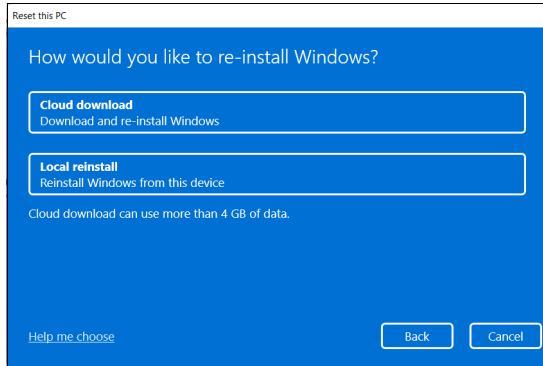 Reset this PC
How would you like to re-install Windows?
Cloud download
Download and re-install Windows
Local reinstall
Reinstall Windows from this device
Cloud download can use more than 4 GB of data.
Help me choose
Back
Cancel